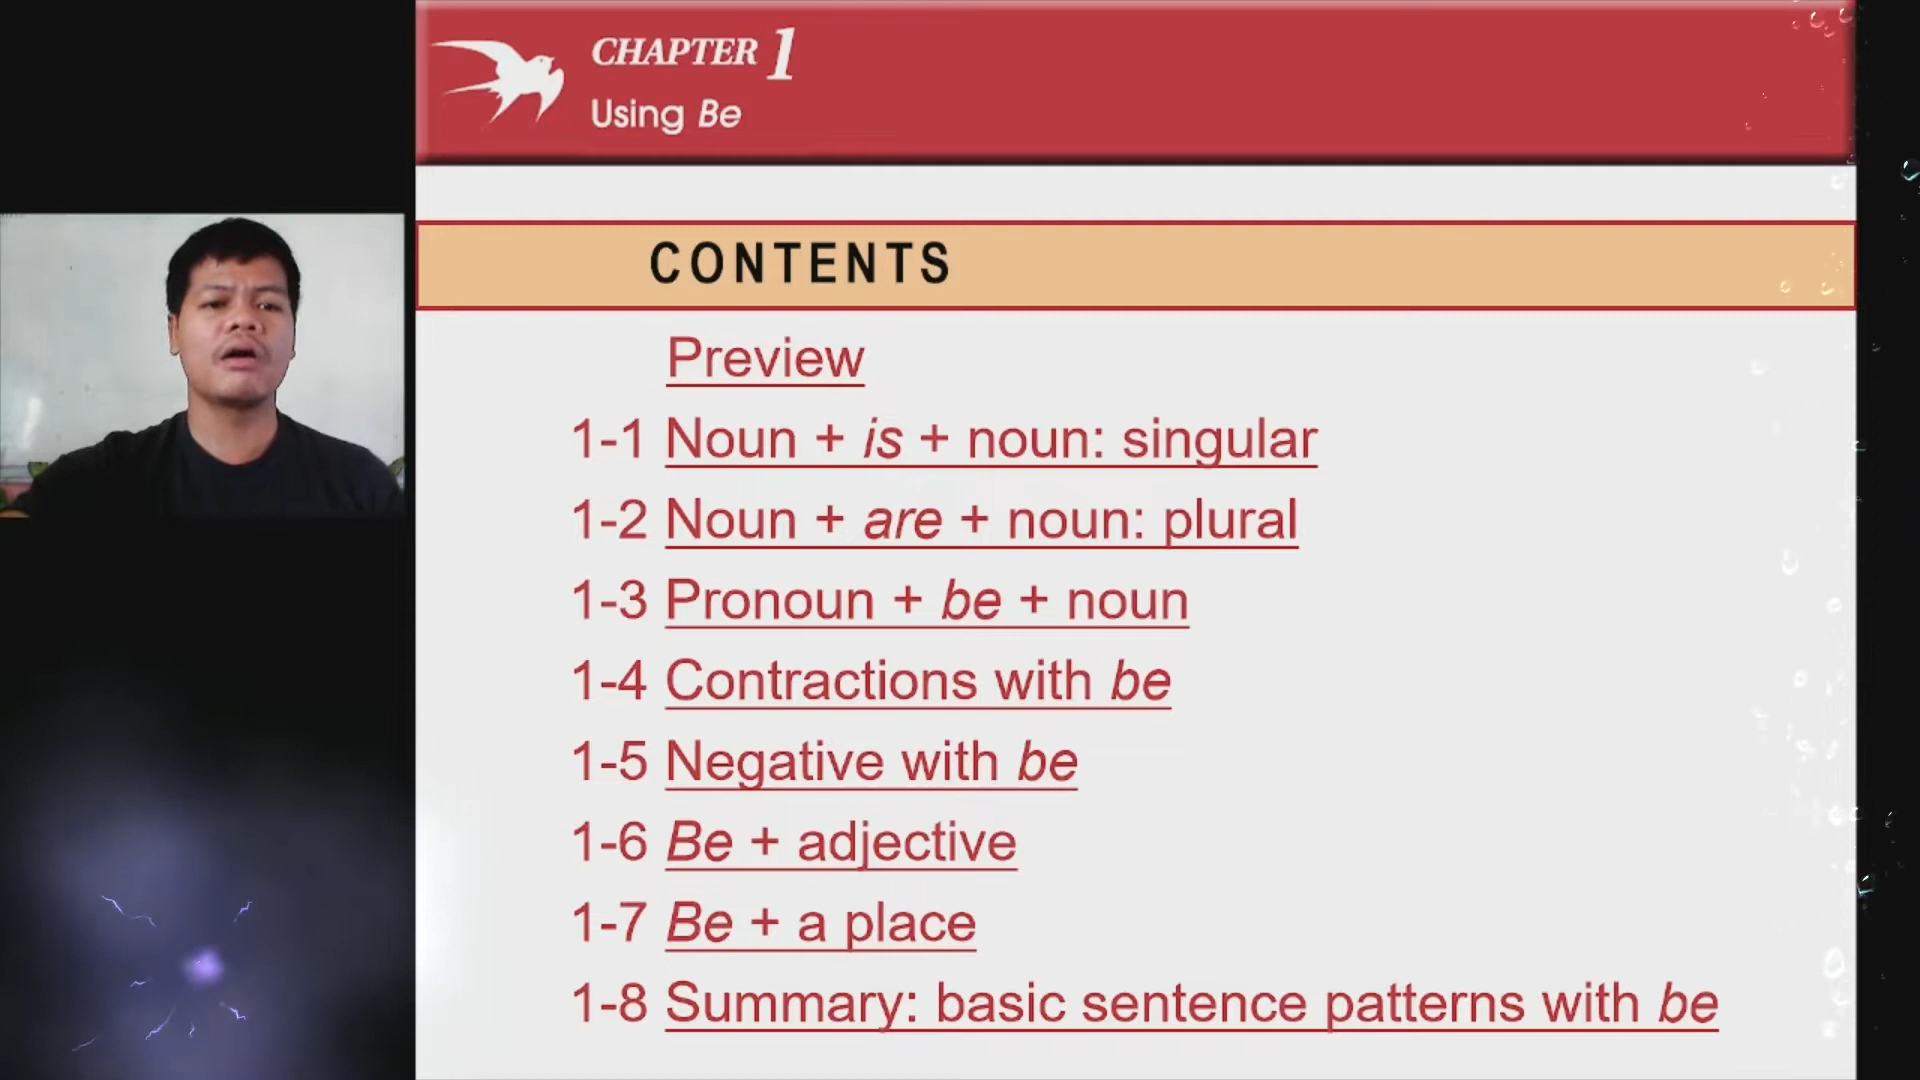 CHAPTER 1
Using Be
CONTENTS
Preview
1-1 Noun + is + noun: singular
1-2 Noun + are + noun: plural
1-3 Pronoun + be + noun
1-4 Contractions with be
1-5 Negative with be
1-6 Be + adjective
1-7 Be + a place
1-8 Summary: basic sentence patterns with be